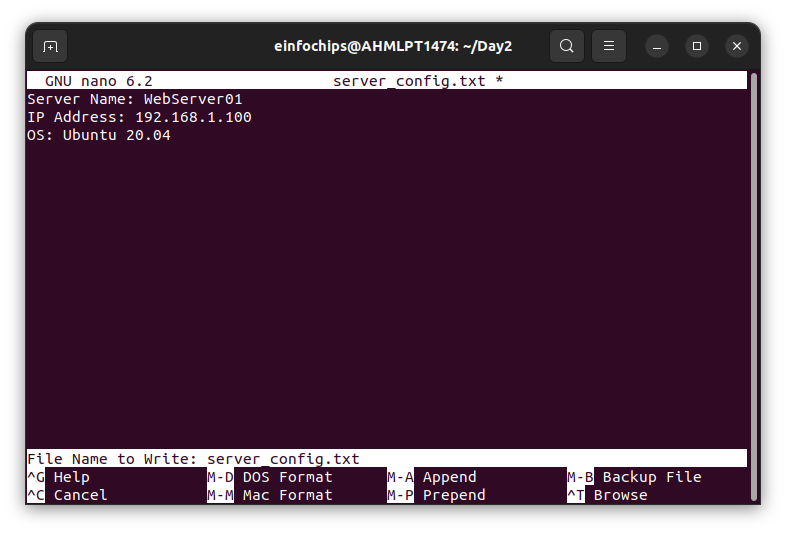 einfochips@AHMLPT1474: ~/Day2
GNU nano 6.2 server_config.txt *
Server Name: WebServer01
IP Address: 192.168.1.100
OS: Ubuntu 20.04
File Name to Write: server_config.txt
^G Help M-D DOS Format M-A Append M-B Backup File
^C Cancel M-M Mac Format M-P Prepend ^T Browse